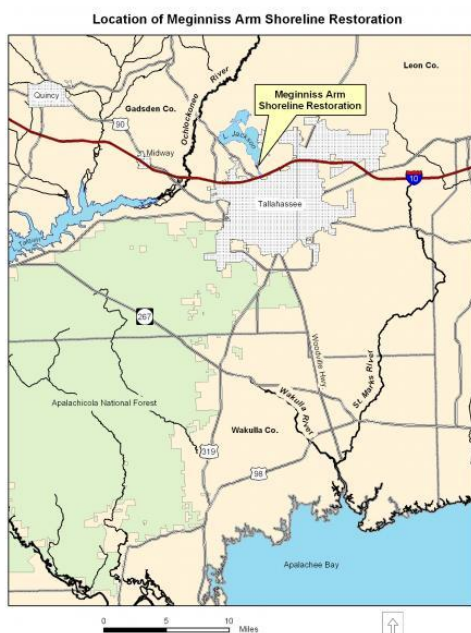 Location of Meginniss Arm Shoreline Restoration
Leon Co.
Meginniss Arm
Shoreline Restoration
Quincy
Gadsden Co.
Ochlockonee
River
90
Midway
L. Jackson
10
Tallahassee
267
Woodville Hwy.
St. Marks River
Apalachicola National Forest
Wakulla River
Wakulla Co.
319
98
Apalachee Bay
0 5 10
Miles